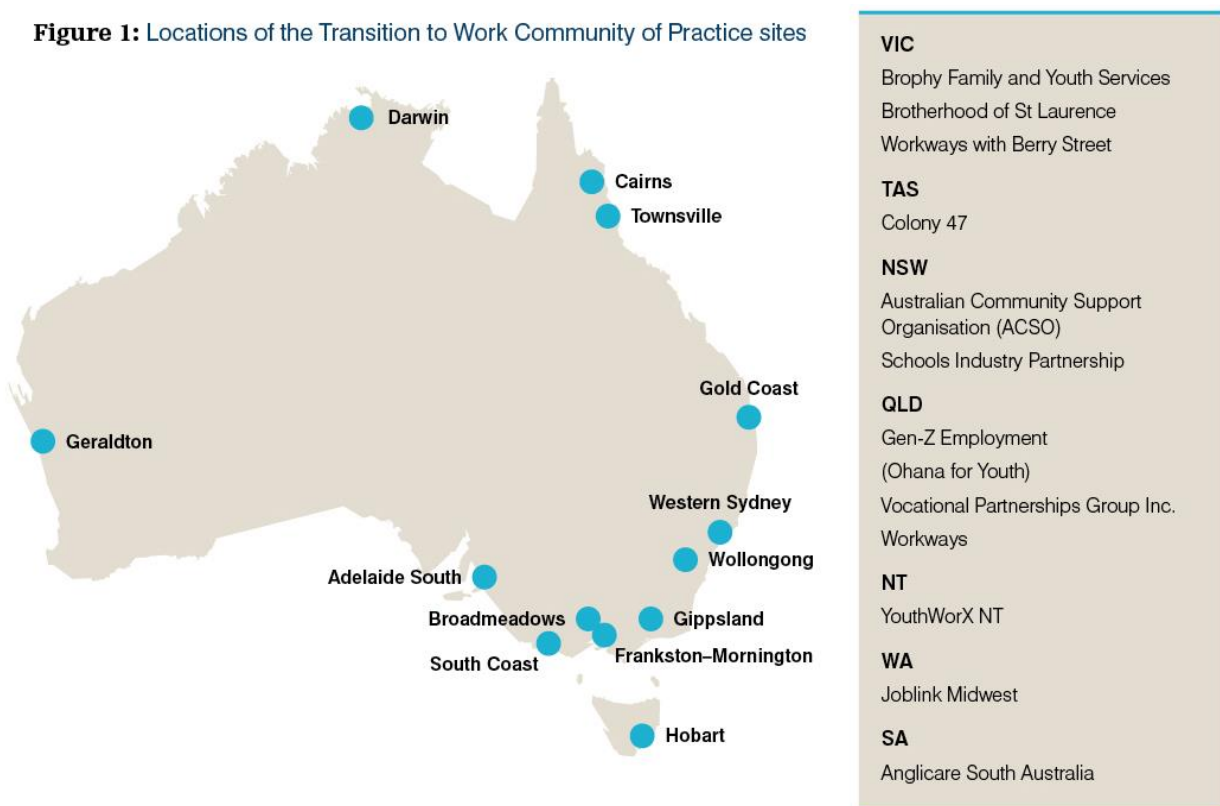 Figure 1: Locations of the Transition to Work Community of Practice sites
Darwin
Cairns
Townsville
Gold Coast
Geraldton
Western Sydney
Wollongong
Adelaide South
Broadmeadows
Gippsland
South Coast
Frankston–Mornington
Hobart
VIC
Brophy Family and Youth Services
Brotherhood of St Laurence
Workways with Berry Street
TAS
Colony 47
NSW
Australian Community Support
Organisation (ACSO)
Schools Industry Partnership
QLD
Gen-Z Employment
(Ohana for Youth)
Vocational Partnerships Group Inc.
Workways
NT
YouthWorX NT
WA
Joblink Midwest
SA
Anglicare South Australia